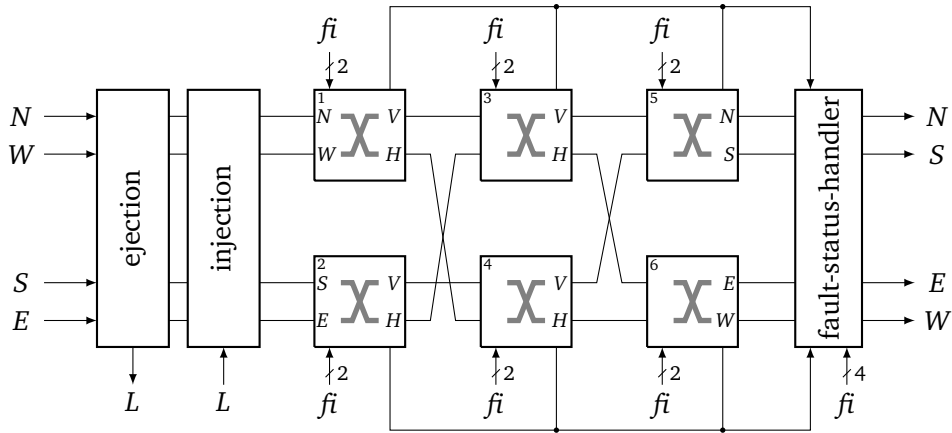 fi fi fi
2 2 2
1 3 5
N N V V N N
W W H H S S
ejection
injection
fault-status-handler
2 4 6
S S V V E E
E E H H W W
2 2 2 4
L L fi fi fi fi